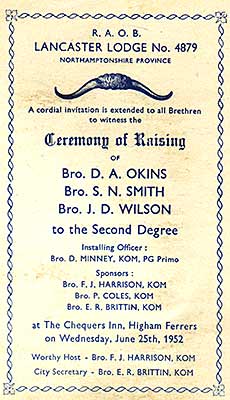 R. A. O. B.
LANCASTER LODGE No. 4879
NORTHAMPTONSHIRE PROVINCE
A cordial invitation is extended to all Brethren
to witness the
Ceremony of Raising
OF
Bro. D. A. OKINS
Bro. S. N. SMITH
Bro. J. D. WILSON
to the Second Degree
Installing Officer :
Bro. D. MINNEY, KOM, PG Primo
Sponsors :
Bro. F. J. HARRISON, KOM
Bro. P. COLES, KOM
Bro. E. R. BRITTIN, KOM
at The Chequers Inn, Higham Ferrers
on Wednesday, June 25th, 1952
Worthy Host - Bro. F. J. HARRISON, KOM
City Secretary - Bro. E. R. BRITTIN, KOM